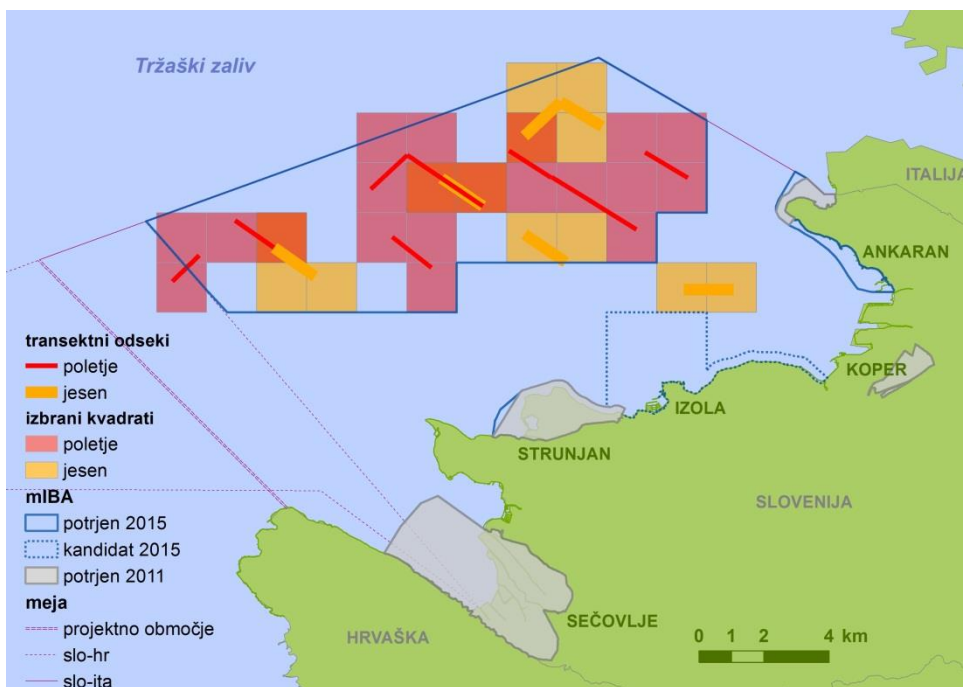 Tržaški zaliv
ITALIJA
ANKARAN
KOPER
IZOLA
STRUNJAN
SLOVENIJA
SEČOVLJE
HRVAŠKA
transektni odseki
poletje
jesen
izbrani kvadrati
poletje
jesen
mIBA
potrjen 2015
kandidat 2015
potrjen 2011
meja
projektno območje
slo-hr
slo-ita
0 1 2 4 km